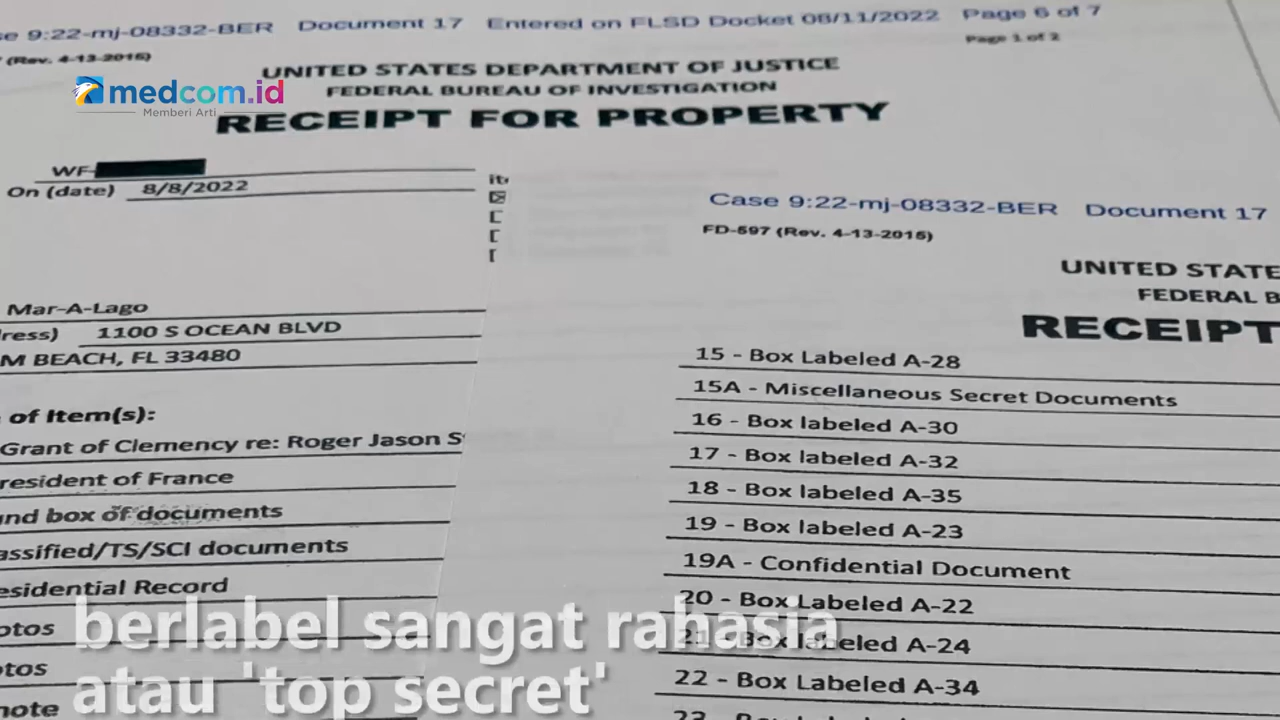 se 9:22-mj-08332-BER Document 17 Entered on FLSD Docket 08/11/2022 Page 6 of 7
(Rev. 4-13-2015)
Page 1 of 2
UNITED STATES DEPARTMENT OF JUSTICE
FEDERAL BUREAU OF INVESTIGATION
RECEIPT FOR PROPERTY
medcom.id
Memberi Arti
WF-
On (date) 8/8/2022
Mar-A-Lago
ress) 1100 S OCEAN BLVD
M BEACH, FL 33480
of Item(s):
Grant of Clemency re: Roger Jason S
resident of France
und box of documents
assified/TS/SCI documents
esidential Record
otos
otos
note
Case 9:22-mj-08332-BER Document 17
FD-597 (Rev. 4-13-2015)
UNITED STATE
FEDERAL B
RECEIPT
15 - Box Labeled A-28
15A - Miscellaneous Secret Documents
16 - Box labeled A-30
17 - Box labeled A-32
18 - Box labeled A-35
19 - Box labeled A-23
19A - Confidential Document
20 - Box Labeled A-22
21 - Box labeled A-24
22 - Box Labeled A-34
berlabel sangat rahasia
atau 'top secret'